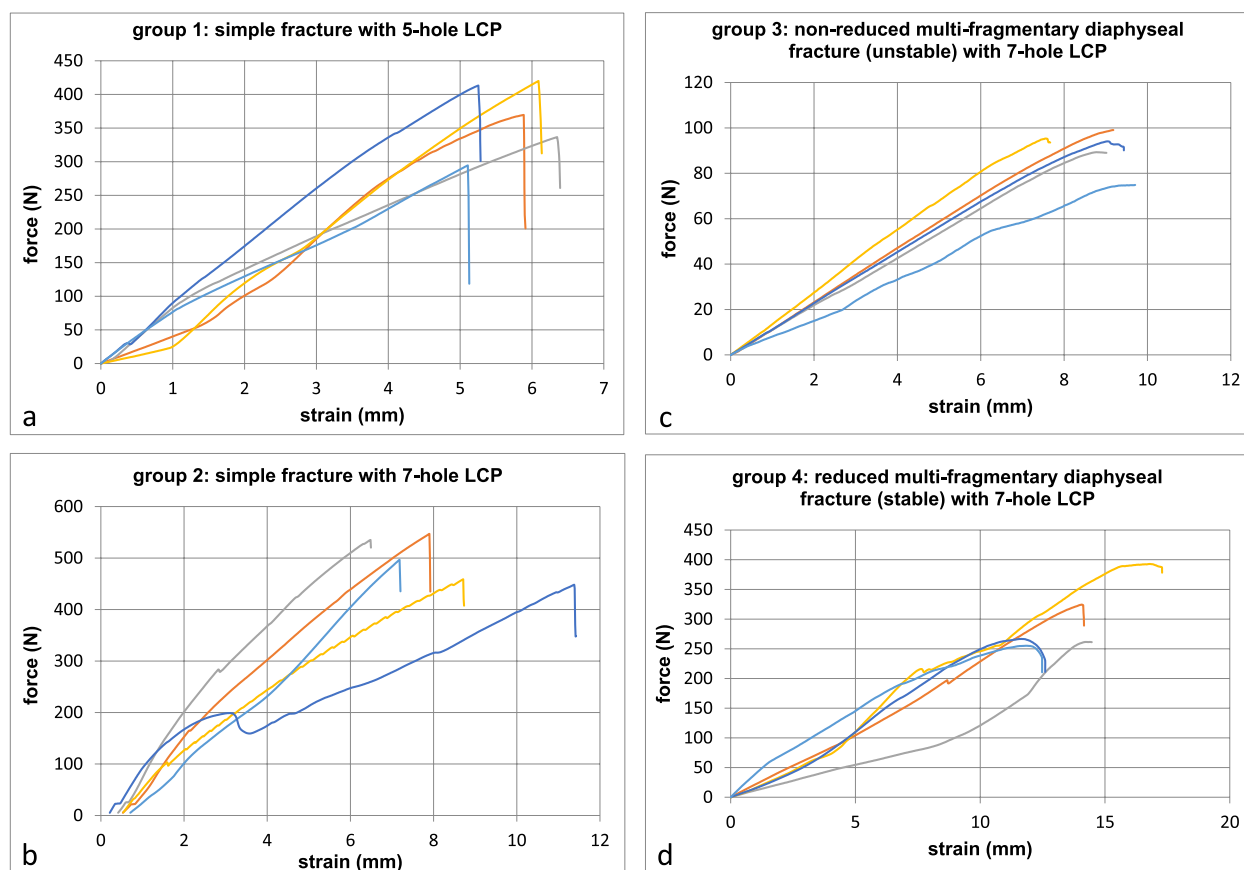 group 1: simple fracture with 5-hole LCP
450
400
350
300
250
200
150
100
50
0
force (N)
0 1 2 3 4 5 6 7
strain (mm)
a
group 2: simple fracture with 7-hole LCP
600
500
400
300
200
100
0
force (N)
0 2 4 6 8 10 12
strain (mm)
b
group 3: non-reduced multi-fragmentary diaphyseal
fracture (unstable) with 7-hole LCP
120
100
80
60
40
20
0
force (N)
0 2 4 6 8 10 12
strain (mm)
c
group 4: reduced multi-fragmentary diaphyseal
fracture (stable) with 7-hole LCP
450
400
350
300
250
200
150
100
50
0
force (N)
0 5 10 15 20
strain (mm)
d